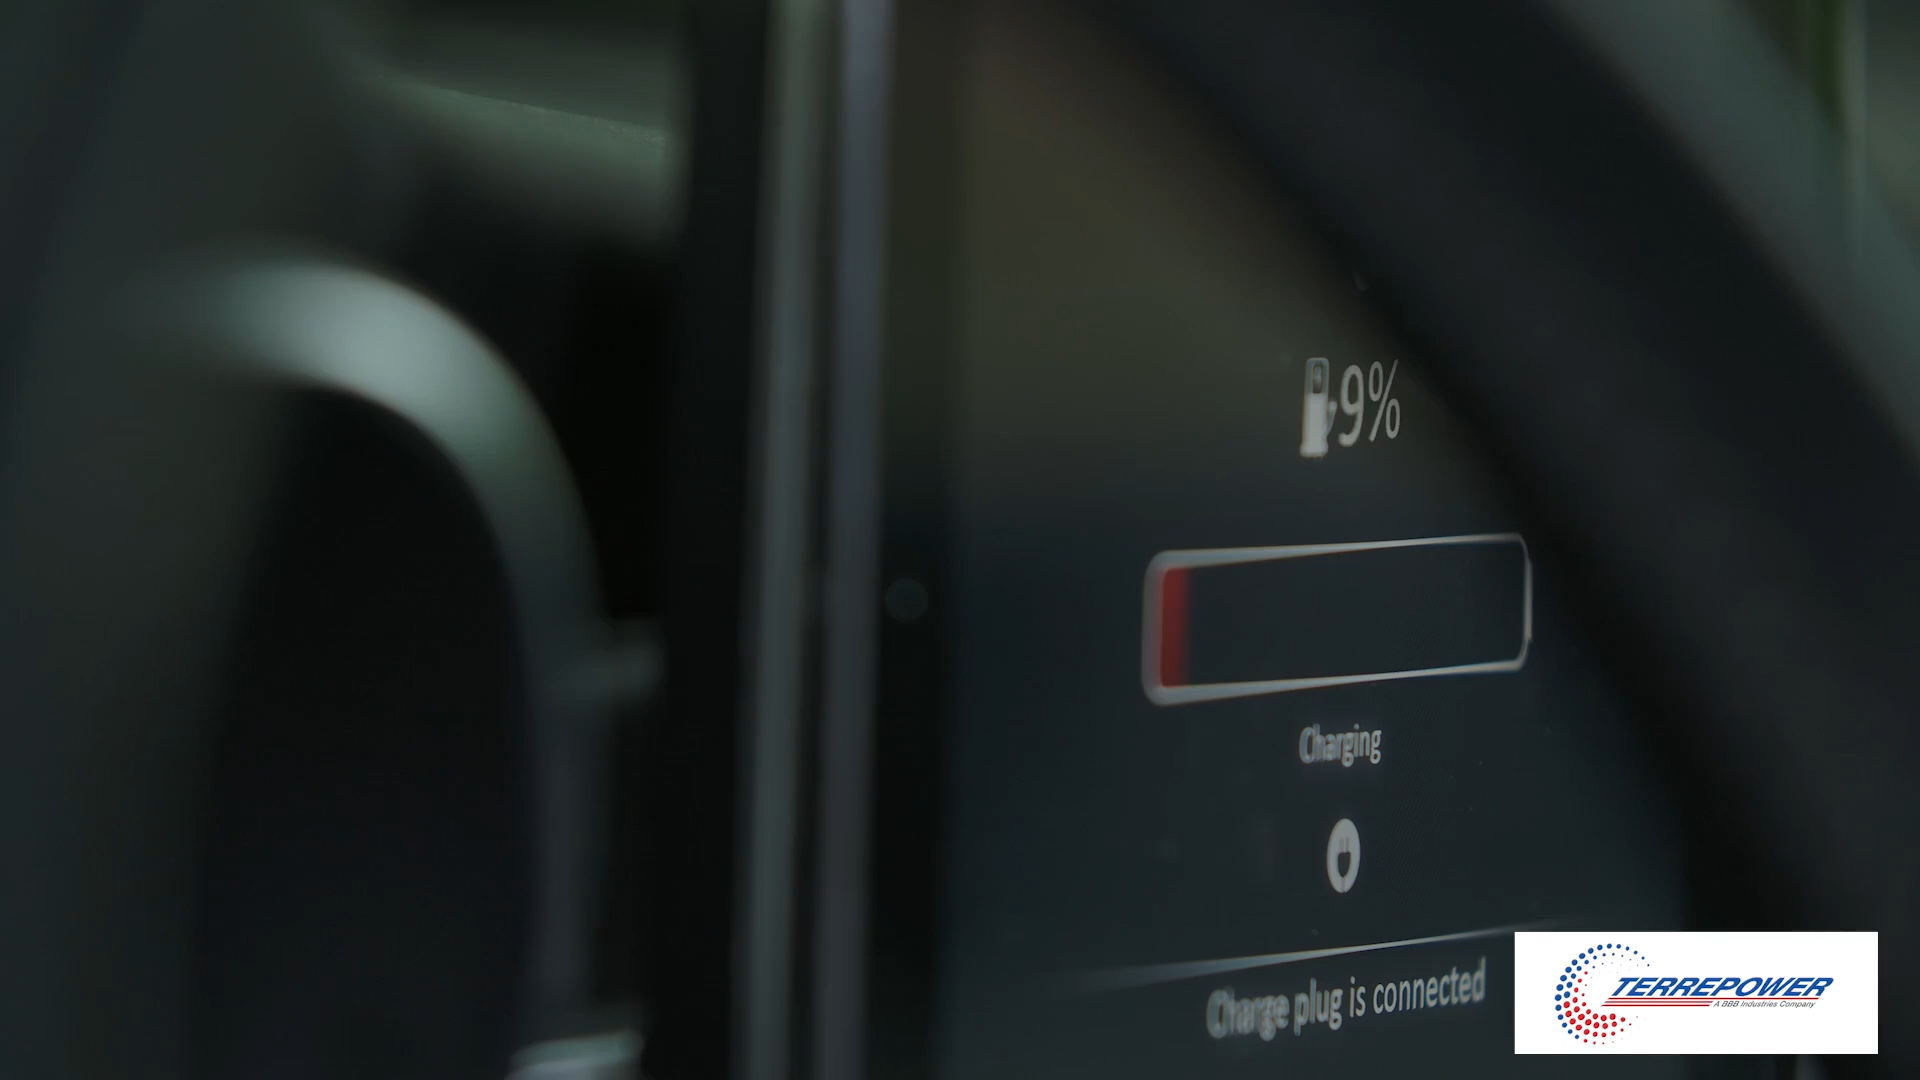 9%
Charging
Charge plug is connected
TERREPOWER
A BBB Industries Company